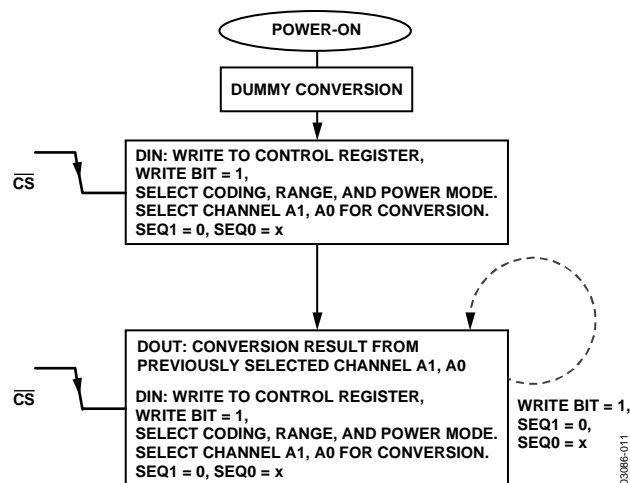 POWER-ON
DUMMY CONVERSION
CS
DIN: WRITE TO CONTROL REGISTER,
WRITE BIT = 1,
SELECT CODING, RANGE, AND POWER MODE.
SELECT CHANNEL A1, A0 FOR CONVERSION.
SEQ1 = 0, SEQ0 = x
CS
DOUT: CONVERSION RESULT FROM
PREVIOUSLY SELECTED CHANNEL A1, A0
DIN: WRITE TO CONTROL REGISTER,
WRITE BIT = 1,
SELECT CODING, RANGE, AND POWER MODE.
SELECT CHANNEL A1, A0 FOR CONVERSION.
SEQ1 = 0, SEQ0 = x
WRITE BIT = 1,
SEQ1 = 0,
SEQ0 = x
03086-011